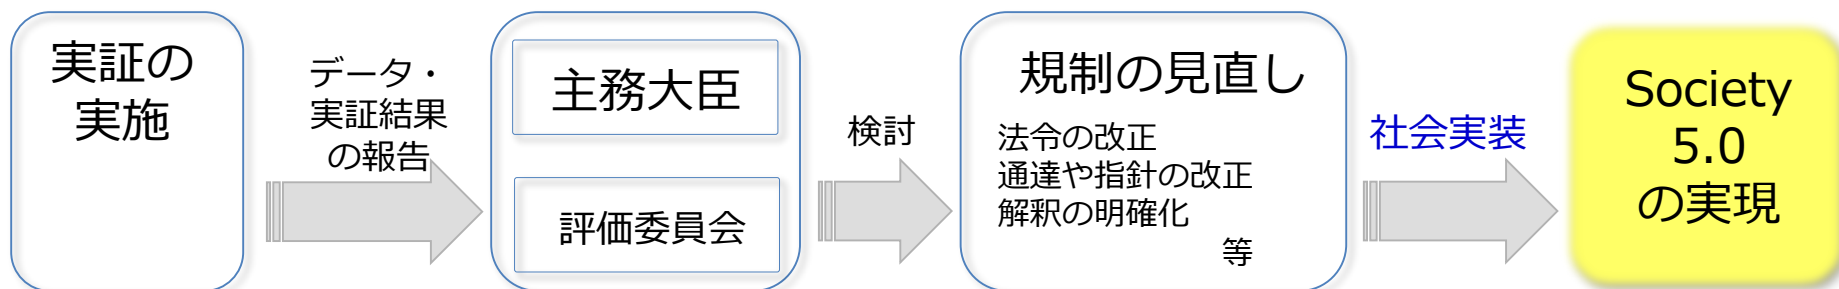 実証の
実施
データ・
実証結果
の報告
主務大臣
評価委員会
検討
規制の見直し
法令の改正
通達や指針の改正
解釈の明確化
等
社会実装
Society
5.0
の実現